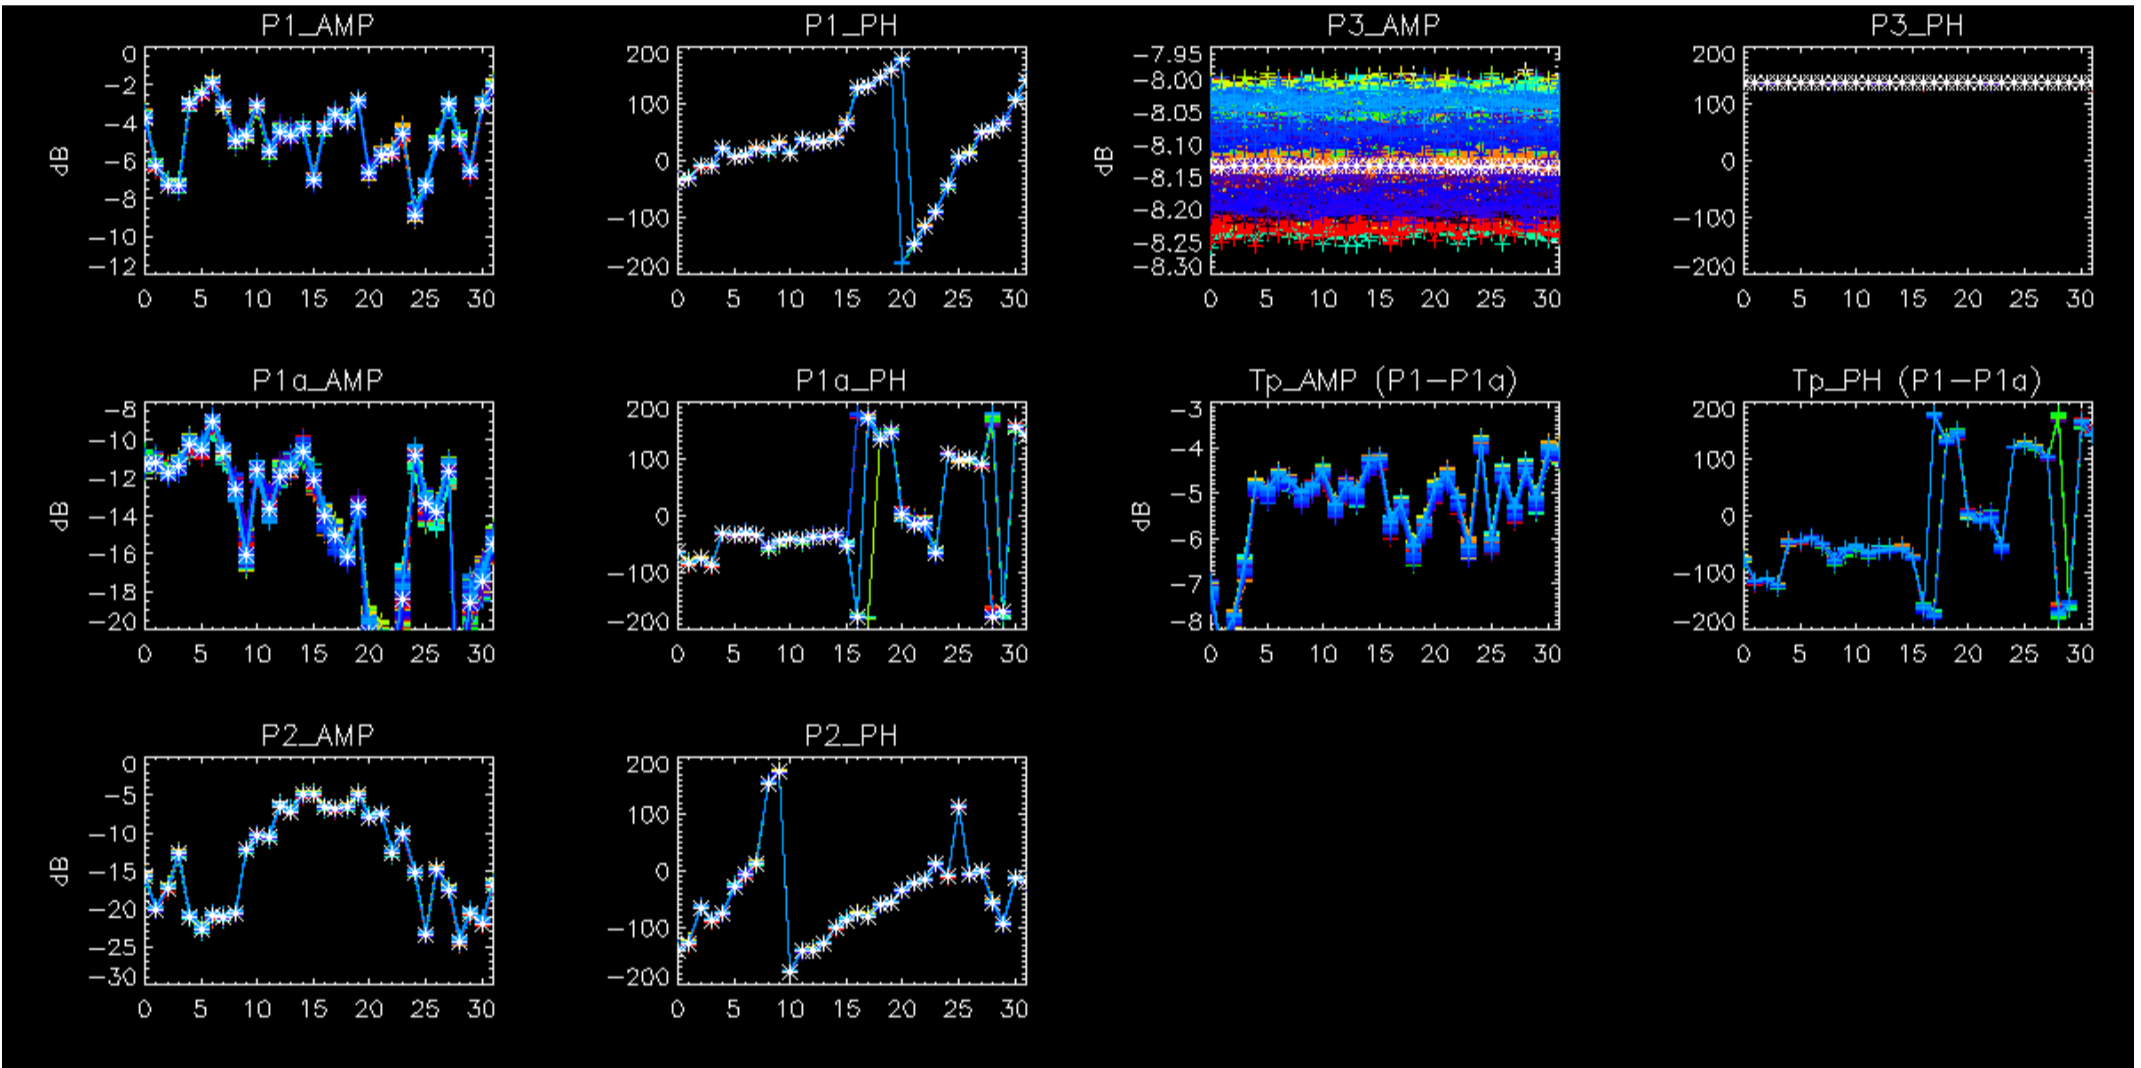 P1_AMP
0
−2
−4
−6
−8
−10
−12
dB
0 5 10 15 20 25 30
P1_PH
200
100
0
−100
−200
0 5 10 15 20 25 30
P3_AMP
−7.95
−8.00
−8.05
−8.10
−8.15
−8.20
−8.25
−8.30
dB
0 5 10 15 20 25 30
P3_PH
200
100
0
−100
−200
0 5 10 15 20 25 30
P1a_AMP
−8
−10
−12
−14
−16
−18
−20
dB
0 5 10 15 20 25 30
P1a_PH
200
100
0
−100
−200
0 5 10 15 20 25 30
Tp_AMP (P1−P1a)
−3
−4
−5
−6
−7
−8
dB
0 5 10 15 20 25 30
Tp_PH (P1−P1a)
200
100
0
−100
−200
0 5 10 15 20 25 30
P2_AMP
0
−5
−10
−15
−20
−25
−30
dB
0 5 10 15 20 25 30
P2_PH
200
100
0
−100
−200
0 5 10 15 20 25 30